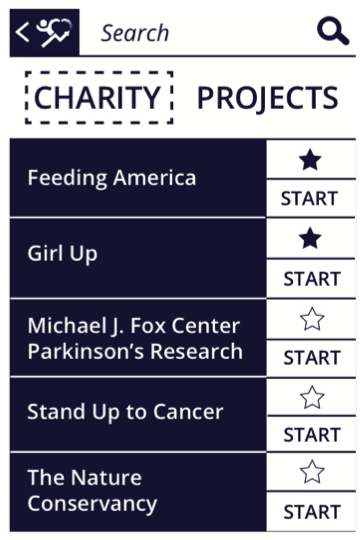 Search
CHARITY PROJECTS
Feeding America
START
Girl Up
START
Michael J. Fox Center
Parkinson's Research
START
Stand Up to Cancer
START
The Nature
Conservancy
START